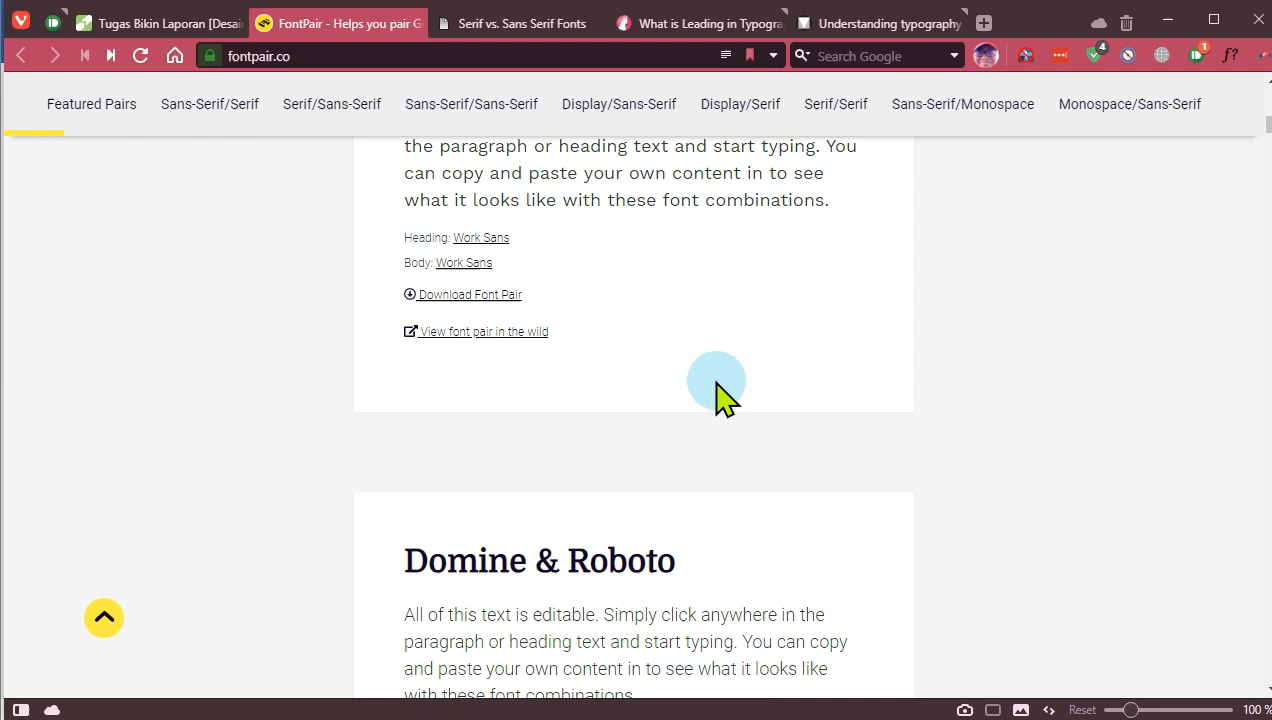 Tugas Bikin Laporan [Desai
FontPair - Helps you pair G
Serif vs. Sans Serif Fonts
What is Leading in Typogra
Understanding typography
fontpair.co
Search Google
4
1
f?
Featured Pairs
Sans-Serif/Serif
Serif/Sans-Serif
Sans-Serif/Sans-Serif
Display/Sans-Serif
Display/Serif
Serif/Serif
Sans-Serif/Monospace
Monospace/Sans-Serif
the paragraph or heading text and start typing. You
can copy and paste your own content in to see
what it looks like with these font combinations.
Heading: Work Sans
Body: Work Sans
Download Font Pair
View font pair in the wild
Domine & Roboto
All of this text is editable. Simply click anywhere in the
paragraph or heading text and start typing. You can copy
and paste your own content in to see what it looks like
with these font combinations.
Reset
100 %